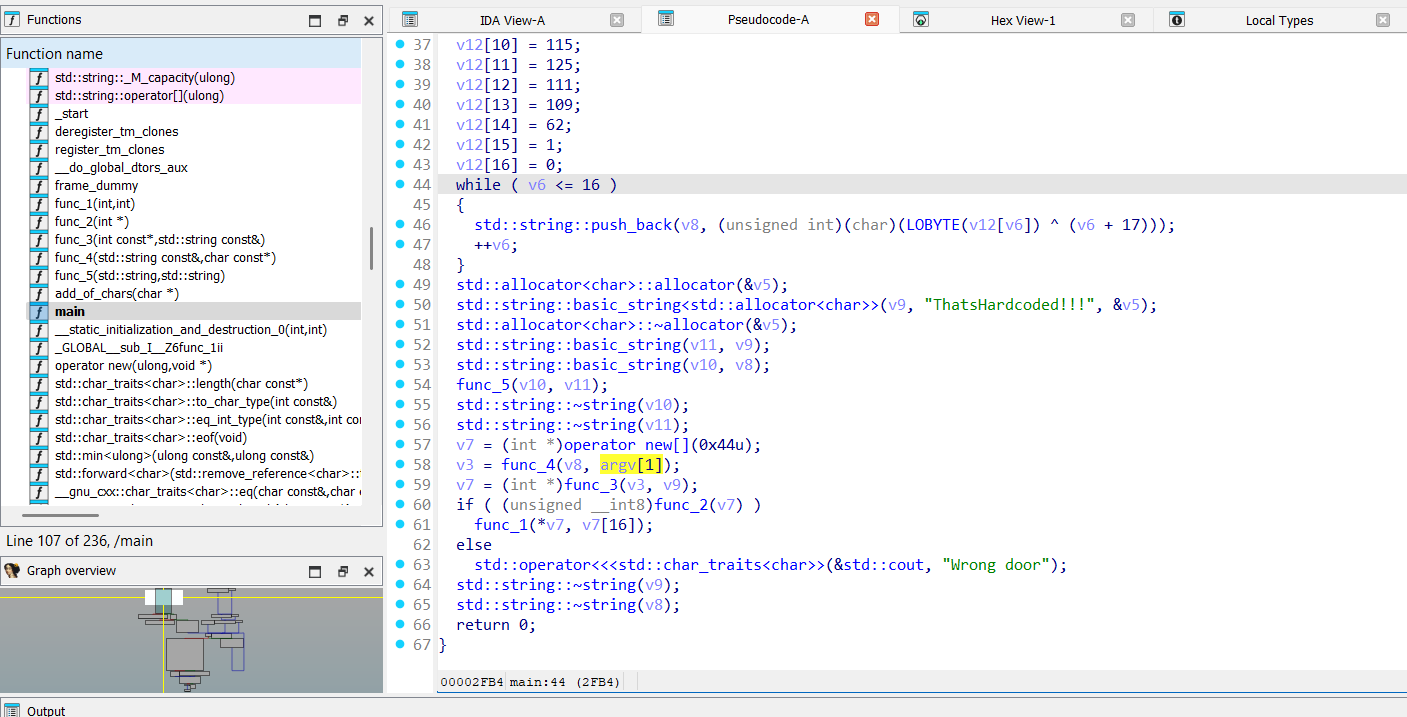 Functions
Function name
std::string::_M_capacity(ulong)
std::string::operator[](ulong)
_start
deregister_tm_clones
register_tm_clones
__do_global_dtors_aux
frame_dummy
func_1(int,int)
func_2(int *)
func_3(int const*,std::string const&)
func_4(std::string const&,char const*)
func_5(std::string,std::string)
add_of_chars(char *)
main
__static_initialization_and_destruction_0(int,int)
_GLOBAL__sub_I__Z6func_1ii
operator new(ulong,void *)
std::char_traits<char>::length(char const*)
std::char_traits<char>::to_char_type(int const&)
std::char_traits<char>::eq_int_type(int const&,int co
std::char_traits<char>::eof(void)
std::min<ulong>(ulong const&,ulong const&)
std::forward<char>(std::remove_reference<char>::
__gnu_cxx::char_traits<char>::eq(char const&,char
Line 107 of 236, /main
Graph overview
IDA View-A
Pseudocode-A
Hex View-1
Local Types
37 v12[10] = 115;
38 v12[11] = 125;
39 v12[12] = 111;
40 v12[13] = 109;
41 v12[14] = 62;
42 v12[15] = 1;
43 v12[16] = 0;
44 while ( v6 <= 16 )
45 {
46 std::string::push_back(v8, (unsigned int)(char)(LOBYTE(v12[v6]) ^ (v6 + 17)));
47 ++v6;
48 }
49 std::allocator<char>::allocator(&v5);
50 std::string::basic_string<std::allocator<char>>(v9, "ThatsHardcoded!!!", &v5);
51 std::allocator<char>::~allocator(&v5);
52 std::string::basic_string(v11, v9);
53 std::string::basic_string(v10, v8);
54 func_5(v10, v11);
55 std::string::~string(v10);
56 std::string::~string(v11);
57 v7 = (int *)operator new[](0x44u);
58 v3 = func_4(v8, argv[1]);
59 v7 = (int *)func_3(v3, v9);
60 if ( (unsigned __int8)func_2(v7) )
61 func_1(*v7, v7[16]);
62 else
63 std::operator<<<std::char_traits<char>>(&std::cout, "Wrong door");
64 std::string::~string(v9);
65 std::string::~string(v8);
66 return 0;
67 }
00002FB4 main:44 (2FB4)
Output